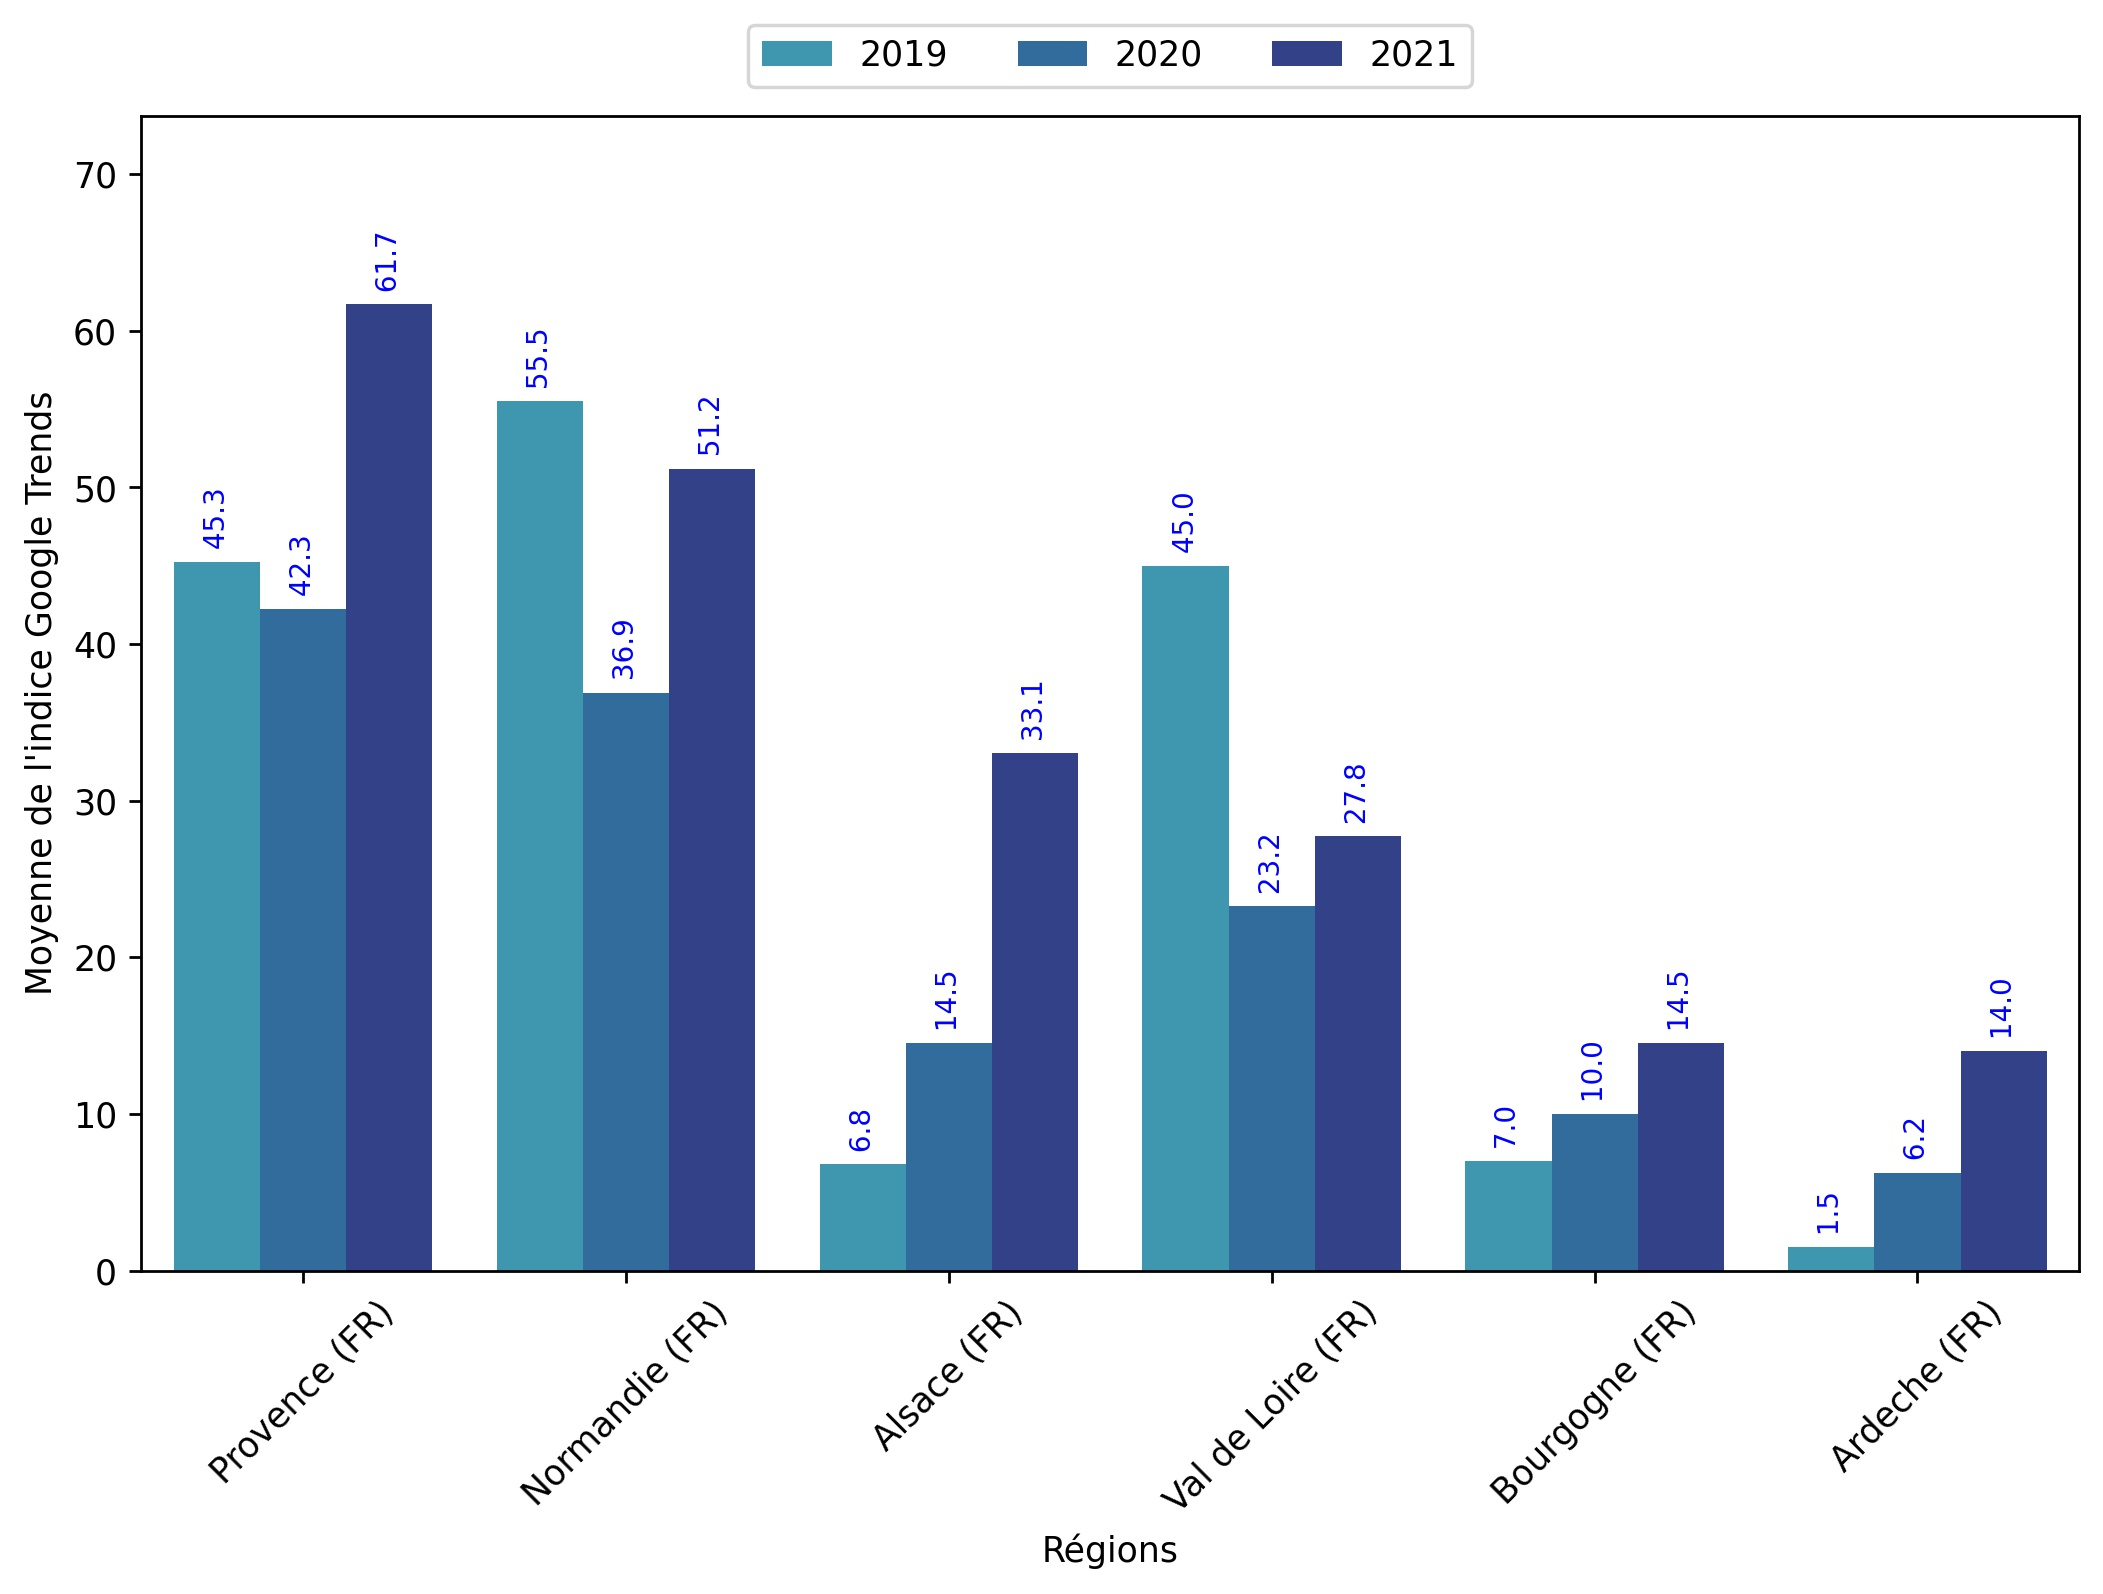 2019 2020 2021
Moyenne de l'indice Google Trends
70
60
50
40
30
20
10
0
45.3
42.3
61.7
55.5
36.9
51.2
6.8
14.5
33.1
45.0
23.2
27.8
7.0
10.0
14.5
1.5
6.2
14.0
Provence (FR)
Normandie (FR)
Alsace (FR)
Val de Loire (FR)
Bourgogne (FR)
Ardeche (FR)
Régions